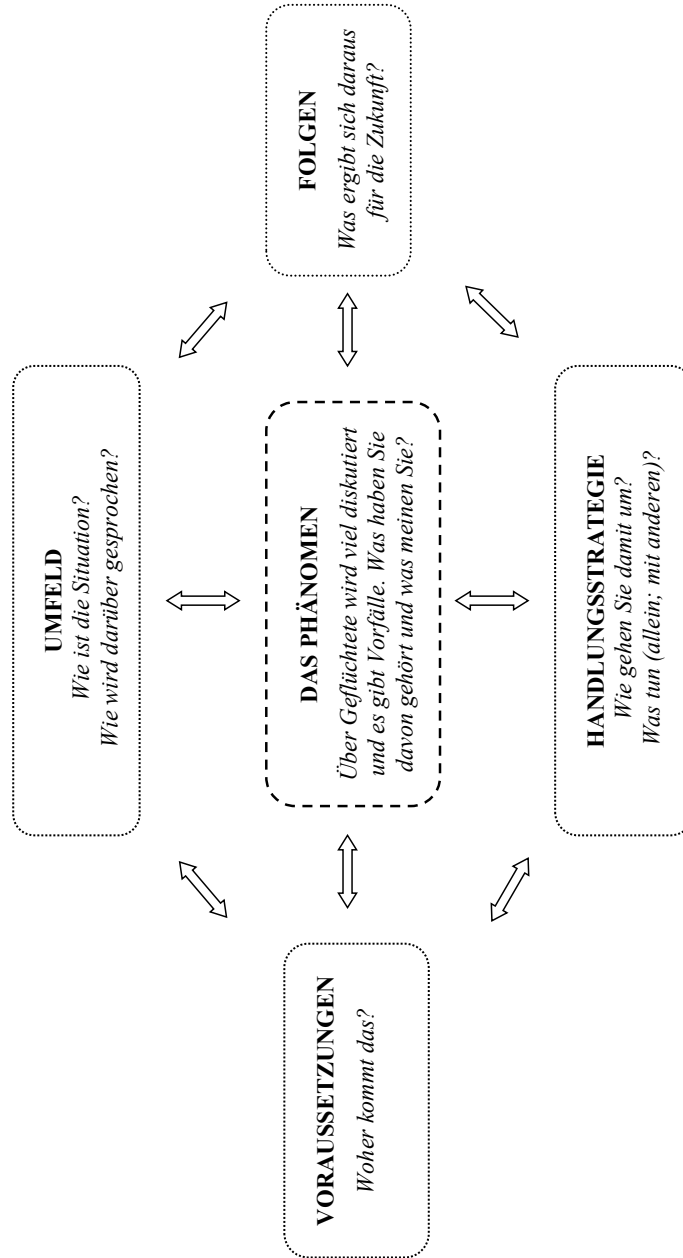 UMFELD
Wie ist die Situation?
Wie wird darüber gesprochen?
VORAUSSETZUNGEN
Woher kommt das?
DAS PHÄNOMEN
Über Geflüchtete wird viel diskutiert
und es gibt Vorfälle. Was haben Sie
davon gehört und was meinen Sie?
FOLGEN
Was ergibt sich daraus
für die Zukunft?
HANDLUNGSSTRATEGIE
Wie gehen Sie damit um?
Was tun (allein; mit anderen)?